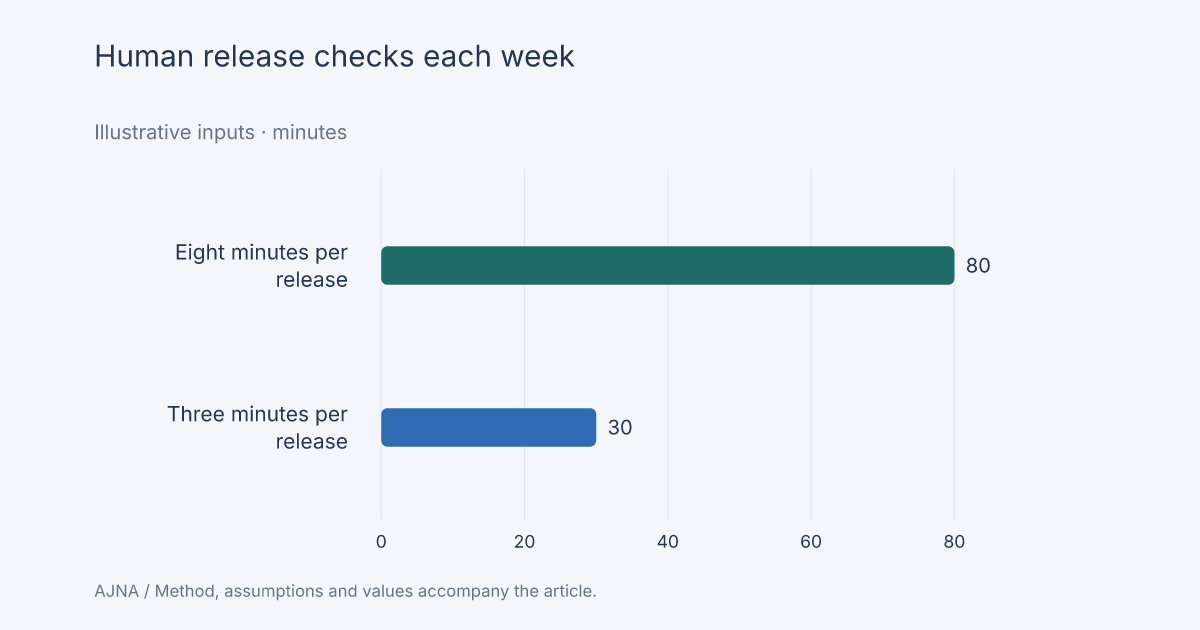 Human release checks each week
Illustrative inputs · minutes
Eight minutes per
release
80
Three minutes per
release
30
0 20 40 60 80
AJNA / Method, assumptions and values accompany the article.